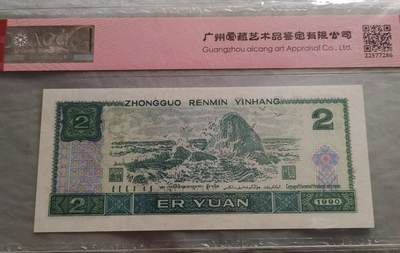 广州爱藏艺术品鉴定有限公司
Guangzhou aicang art Appraisal Co., Ltd.
22577286
ZHONGGUO RENMIN YINHANG
2
2
2
ER YUAN
1990